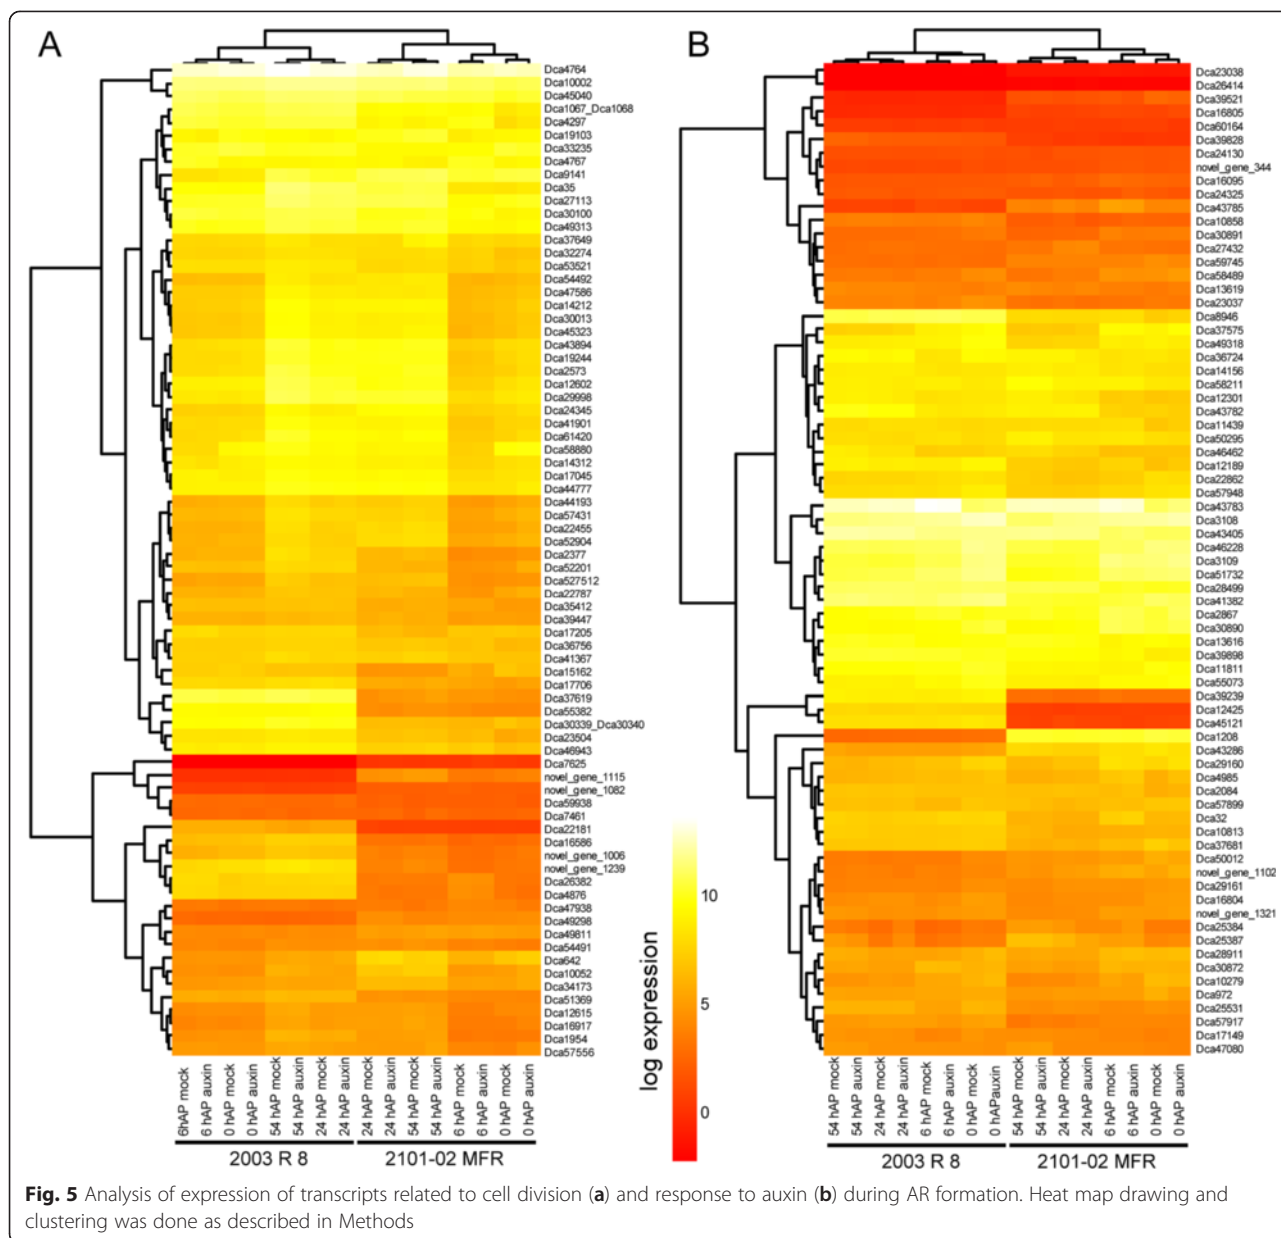 A
Dca4764
Dca10002
Dca45040
Dca1067_Dca1068
Dca4297
Dca19103
Dca33235
Dca4767
Dca9141
Dca35
Dca27113
Dca30100
Dca49313
Dca37649
Dca32274
Dca53521
Dca54492
Dca47586
Dca14212
Dca30013
Dca45323
Dca43894
Dca19244
Dca2573
Dca12602
Dca29998
Dca24345
Dca41901
Dca61420
Dca58880
Dca14312
Dca17045
Dca44777
Dca44193
Dca57431
Dca22455
Dca52904
Dca2377
Dca52201
Dca527512
Dca22787
Dca35412
Dca39447
Dca17205
Dca36756
Dca41367
Dca15162
Dca17706
Dca37619
Dca55382
Dca30339_Dca30340
Dca23504
Dca46943
Dca7625
novel_gene_1115
novel_gene_1082
Dca59938
Dca7461
Dca22181
Dca16586
novel_gene_1006
novel_gene_1239
Dca26382
Dca4876
Dca47938
Dca49298
Dca49811
Dca54491
Dca642
Dca10052
Dca34173
Dca51369
Dca12615
Dca16917
Dca1954
Dca57556
6hAP mock
6 hAP auxin
0 hAP mock
0 hAP auxin
54 hAP mock
54 hAP auxin
24 hAP mock
24 hAP auxin
24 hAP mock
24 hAP auxin
54 hAP mock
54 hAP auxin
6 hAP mock
6 hAP auxin
0 hAP mock
0 hAP auxin
2003 R 8
2101-02 MFR
log expression
10
5
0
B
Dca23038
Dca26414
Dca39521
Dca16805
Dca60164
Dca39828
Dca24130
novel_gene_344
Dca16095
Dca24325
Dca43785
Dca10858
Dca30891
Dca27432
Dca59745
Dca58489
Dca13619
Dca23037
Dca8946
Dca37575
Dca49318
Dca36724
Dca14156
Dca58211
Dca12301
Dca43782
Dca11439
Dca50295
Dca46462
Dca12189
Dca22862
Dca57948
Dca43783
Dca3108
Dca43405
Dca46228
Dca3109
Dca51732
Dca28499
Dca41382
Dca2867
Dca30890
Dca13616
Dca39898
Dca11811
Dca55073
Dca39239
Dca12425
Dca45121
Dca1208
Dca43286
Dca29160
Dca4985
Dca2084
Dca57899
Dca32
Dca10813
Dca37681
Dca50012
novel_gene_1102
Dca29161
Dca16804
novel_gene_1321
Dca25384
Dca25387
Dca28911
Dca30872
Dca10279
Dca972
Dca25531
Dca57917
Dca17149
Dca47080
54 hAP mock
54 hAP auxin
24 hAP mock
24 hAP auxin
6 hAP mock
6 hAP auxin
0 hAP mock
0 hAPauxin
54 hAP mock
54 hAP auxin
24 hAP mock
24 hAP auxin
6 hAP mock
6 hAP auxin
0 hAP mock
0 hAP auxin
2003 R 8
2101-02 MFR
Fig. 5 Analysis of expression of transcripts related to cell division (a) and response to auxin (b) during AR formation. Heat map drawing and
clustering was done as described in Methods